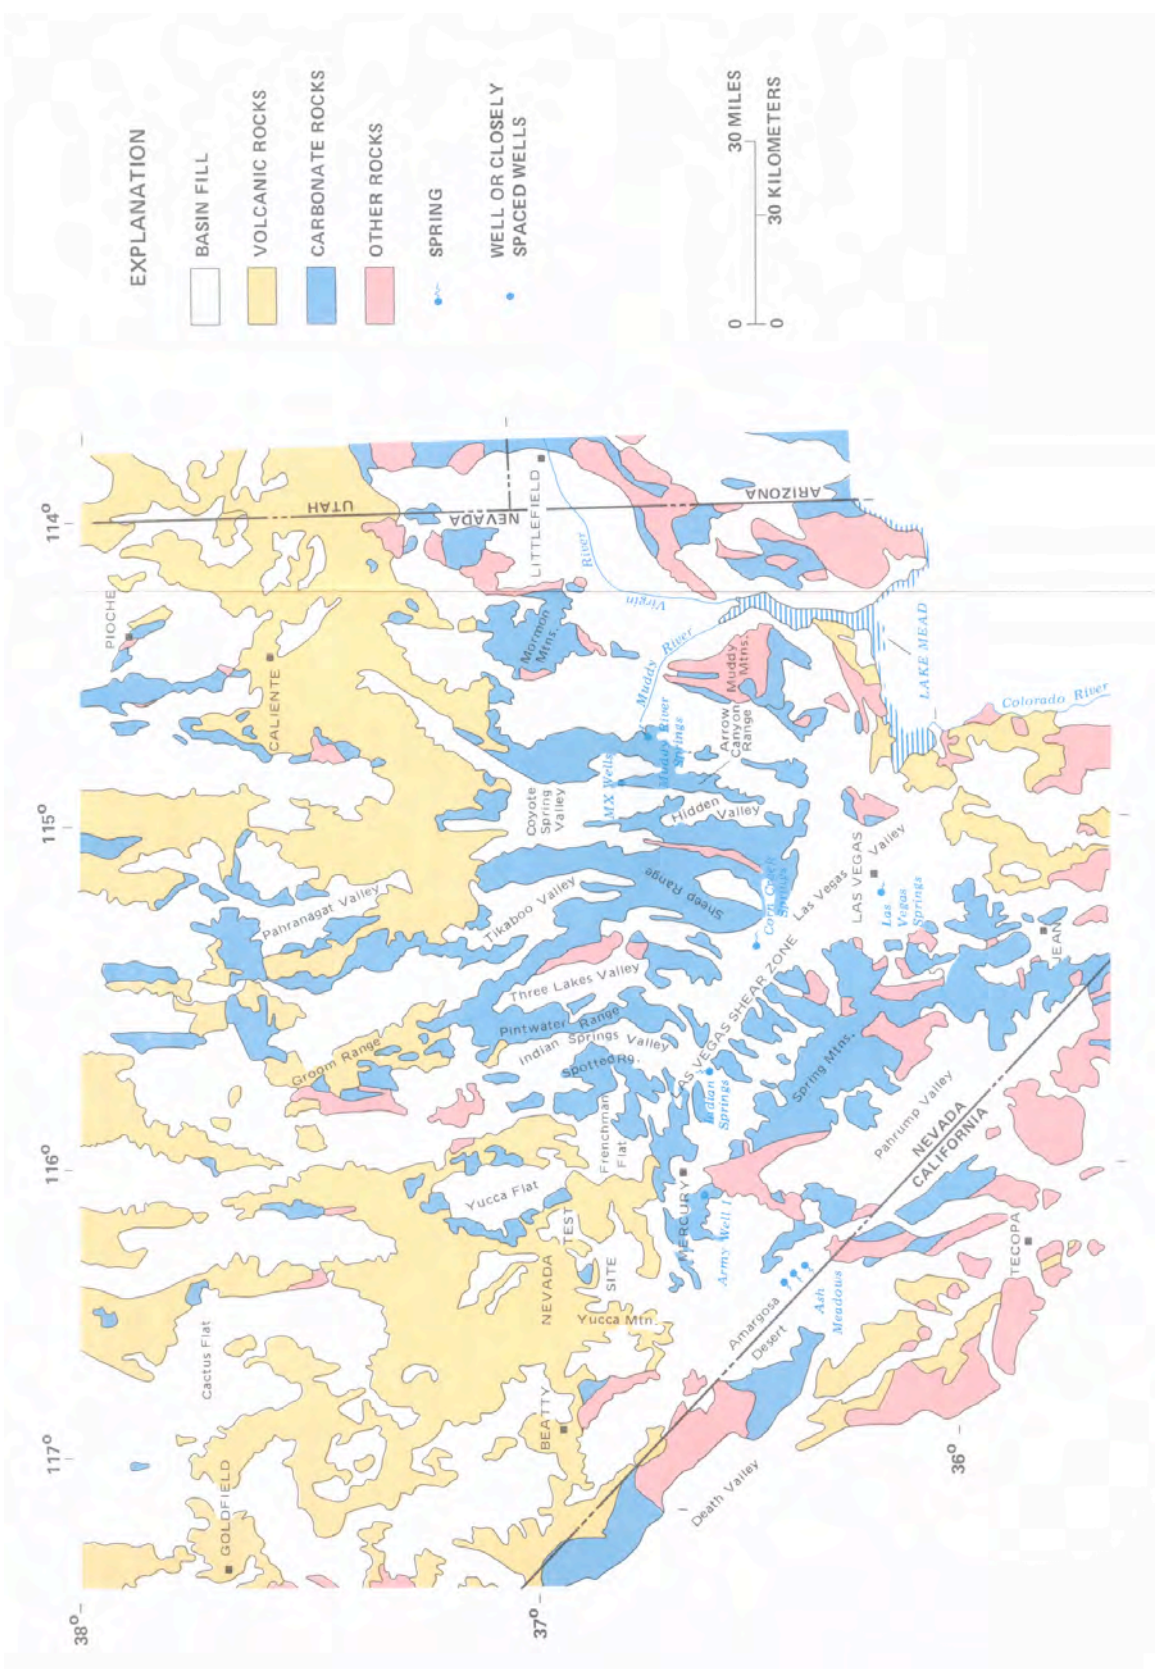 EXPLANATION
BASIN FILL
VOLCANIC ROCKS
CARBONATE ROCKS
OTHER ROCKS
SPRING
WELL OR CLOSELY
SPACED WELLS
0 30 MILES
0 30 KILOMETERS
114°
115°
116°
117°
38°
37°
36°
PIOCHE
CALIENTE
UTAH
NEVADA
NEVADA
ARIZONA
LITTLEFIELD
Virgin
River
Mormon
Mtns.
Muddy
River
Muddy
Mtns.
LAKE MEAD
Colorado River
Muddy River
Springs
Arrow
Canyon
Range
MX Wells
Coyote
Spring
Valley
Hidden
Valley
Pahranagat Valley
Tikaboo Valley
Sheep Range
Corn Creek
Springs
Las Vegas
Valley
LAS VEGAS
Las
Vegas
Springs
JEAN
Three Lakes Valley
Pintwater Range
Indian Springs Valley
Spotted Rg.
LAS VEGAS SHEAR ZONE
Groom Range
Indian
Springs
Spring Mtns.
Frenchman
Flat
Pahrump Valley
NEVADA
CALIFORNIA
Yucca Flat
MERCURY
Army Well 1
NEVADA
TEST
SITE
Yucca Mtn.
Ash
Meadows
Amargosa
Desert
TECOPA
Cactus Flat
BEATTY
GOLDFIELD
Death Valley